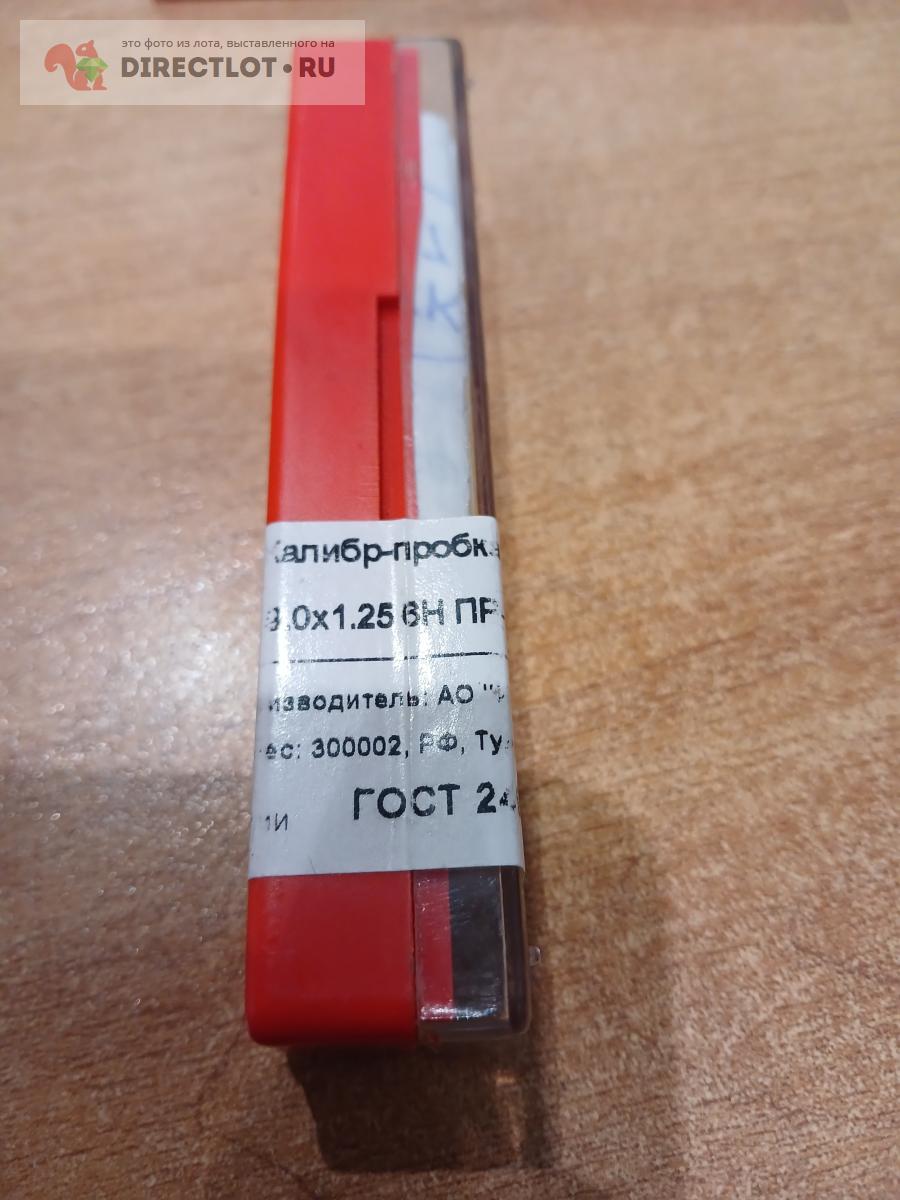 это фото из лота, выставленного на
DIRECTLOT•RU
Калибр-пробка
9.0x1.25 6H ПР
изводитель: АО "
ес: 300002, РФ, Ту
ГОСТ 24